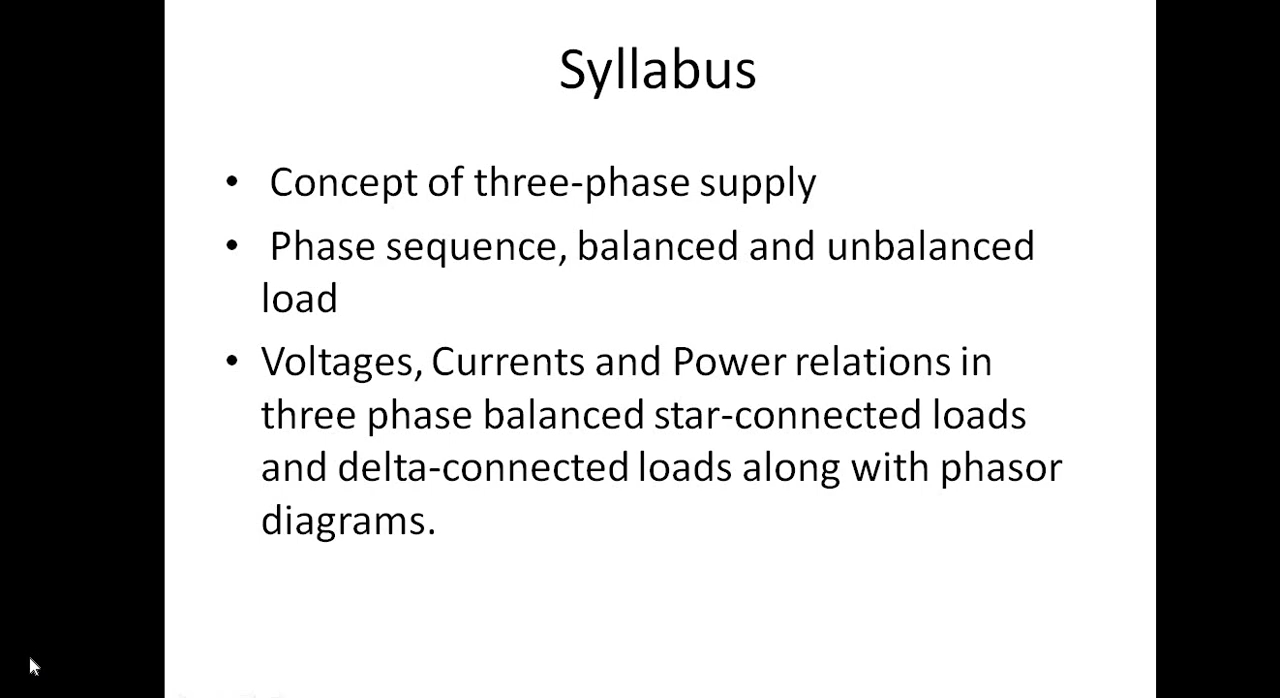 Syllabus
• Concept of three-phase supply
• Phase sequence, balanced and unbalanced
load
• Voltages, Currents and Power relations in
three phase balanced star-connected loads
and delta-connected loads along with phasor
diagrams.